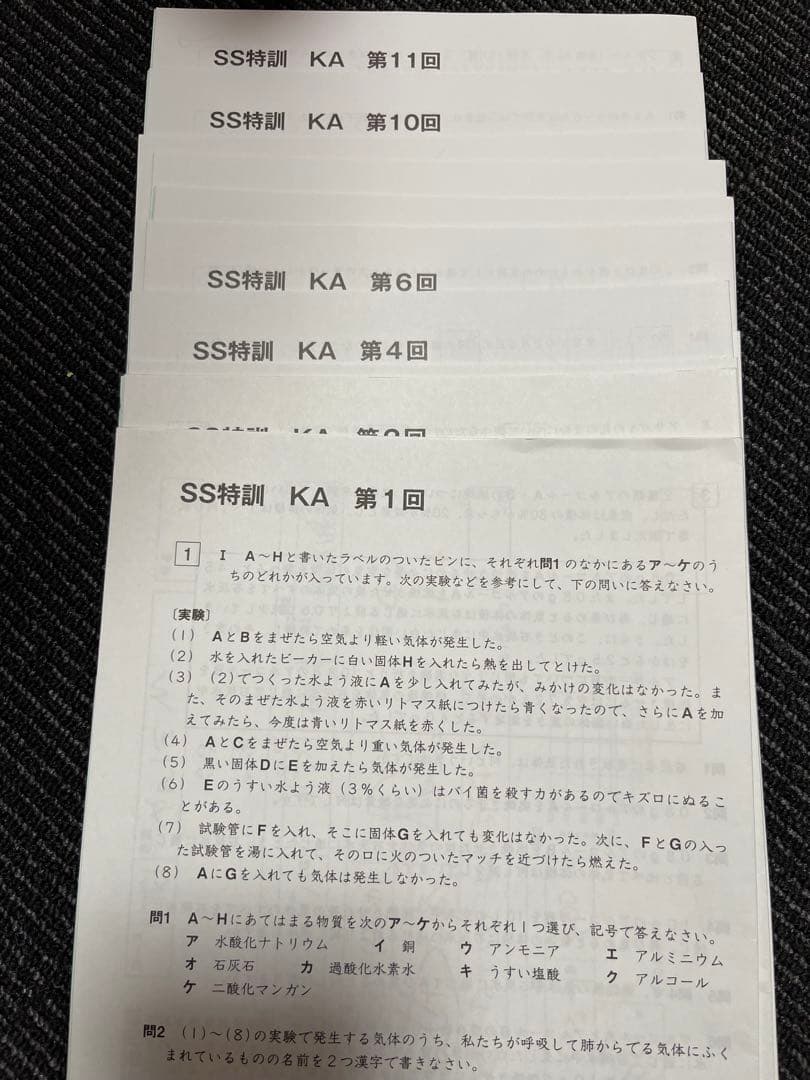 SS特訓 KA 第11回
SS特訓 KA 第10回
SS特訓 KA 第6回
SS特訓 KA 第4回
SS特訓 KA 第2回
SS特訓 KA 第1回
1 I A〜Hと書いたラベルのついたビンに、それぞれ問1のなかにあるア〜ケのう
ちのどれかが入っています。次の実験などを参考にして、下の問いに答えなさい。
〔実験〕
(1) AとBをまぜたら空気より軽い気体が発生した。
(2) 水を入れたビーカーに白い固体Hを入れたら熱を出してとけた。
(3) (2)でつくった水よう液にAを少し入れてみたが、みかけの変化はなかった。ま
た、そのまぜた水よう液を赤いリトマス紙につけたら青くなったので、さらにAを加
えてみたら、今度は青いリトマス紙を赤くした。
(4) AとCをまぜたら空気より重い気体が発生した。
(5) 黒い固体DにEを加えたら気体が発生した。
(6) Eのうすい水よう液(3%くらい)はバイ菌を殺す力があるのでキズ口にぬるこ
とがある。
(7) 試験管にFを入れ、そこに固体Gを入れても変化はなかった。次に、FとGの入っ
た試験管を湯に入れて、その口に火のついたマッチを近づけたら燃えた。
(8) AにGを入れても気体は発生しなかった。
問1 A〜Hにあてはまる物質を次のア〜ケからそれぞれ1つ選び、記号で答えなさい。
ア 水酸化ナトリウム イ 銅 ウ アンモニア エ アルミニウム
オ 石灰石 カ 過酸化水素水 キ うすい塩酸 ク アルコール
ケ 二酸化マンガン
問2 (1)〜(8)の実験で発生する気体のうち、私たちが呼吸して肺からでる気体にふく
まれているものの名前を2つ漢字で書きなさい。